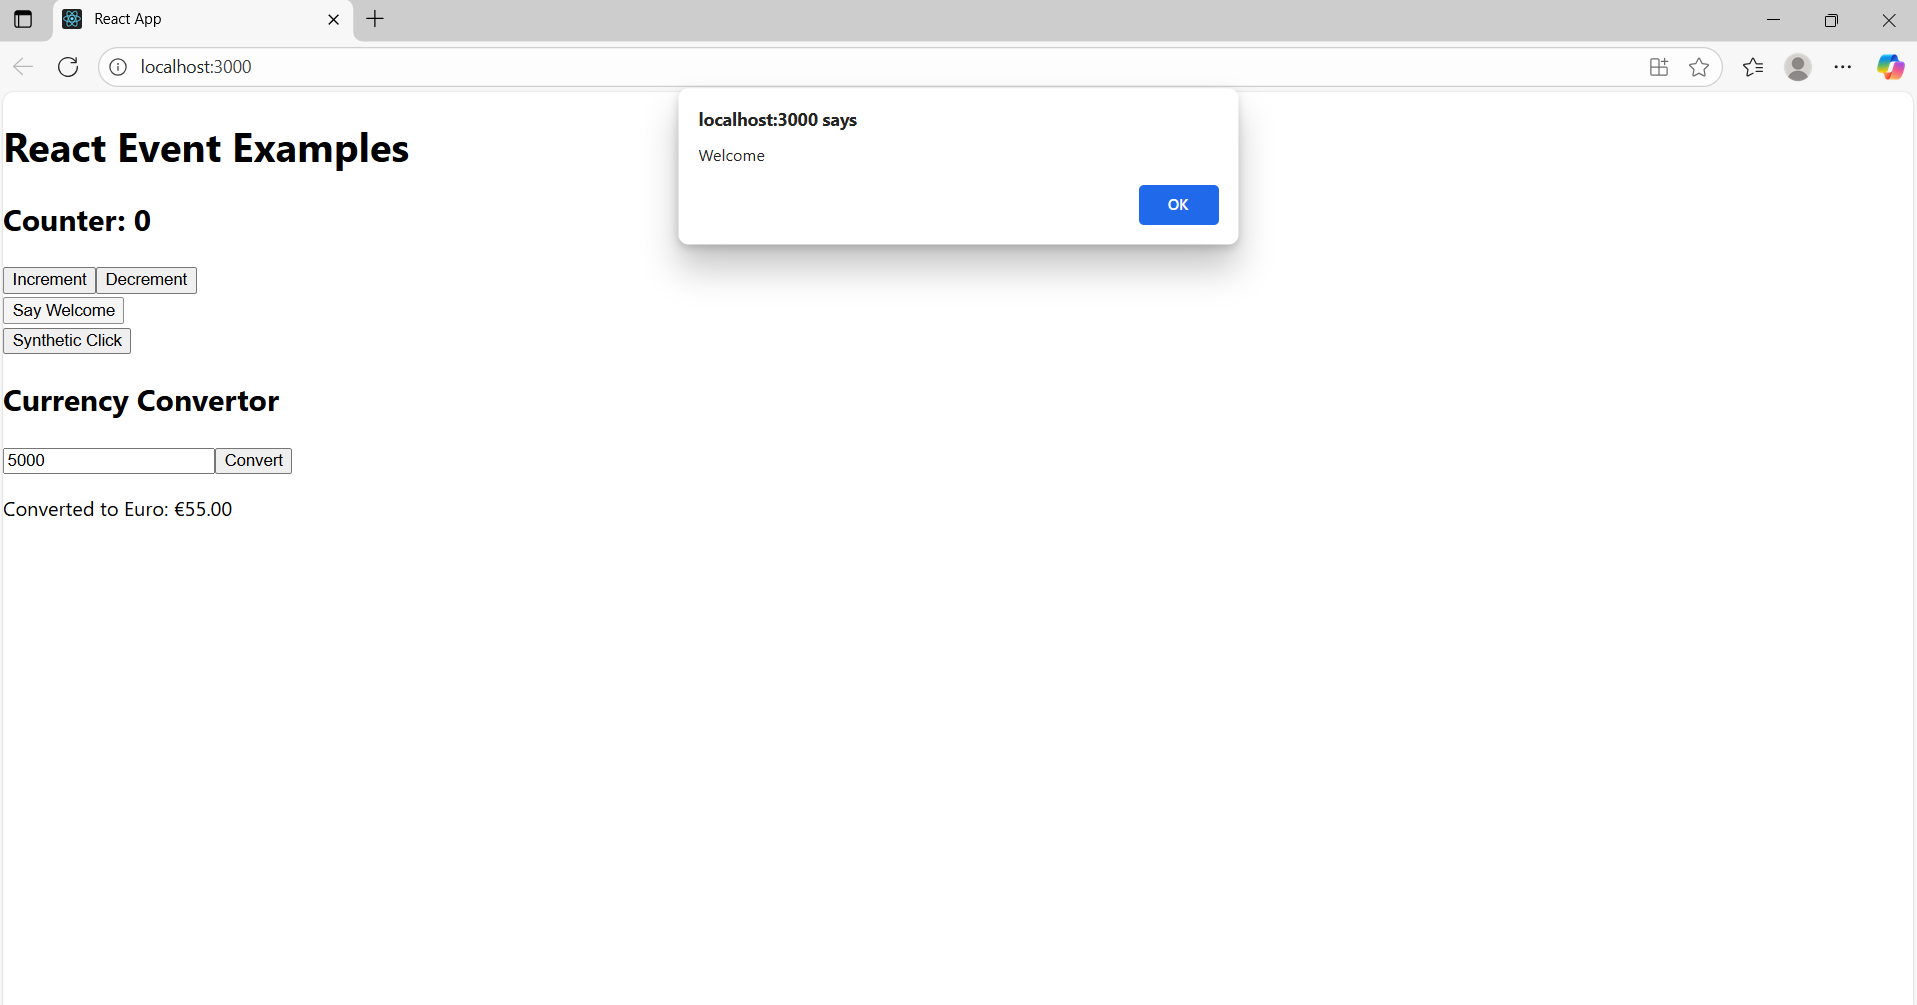 React App
localhost:3000
localhost:3000 says
Welcome
OK
React Event Examples
Counter: 0
Increment Decrement
Say Welcome
Synthetic Click
Currency Convertor
5000 Convert
Converted to Euro: €55.00